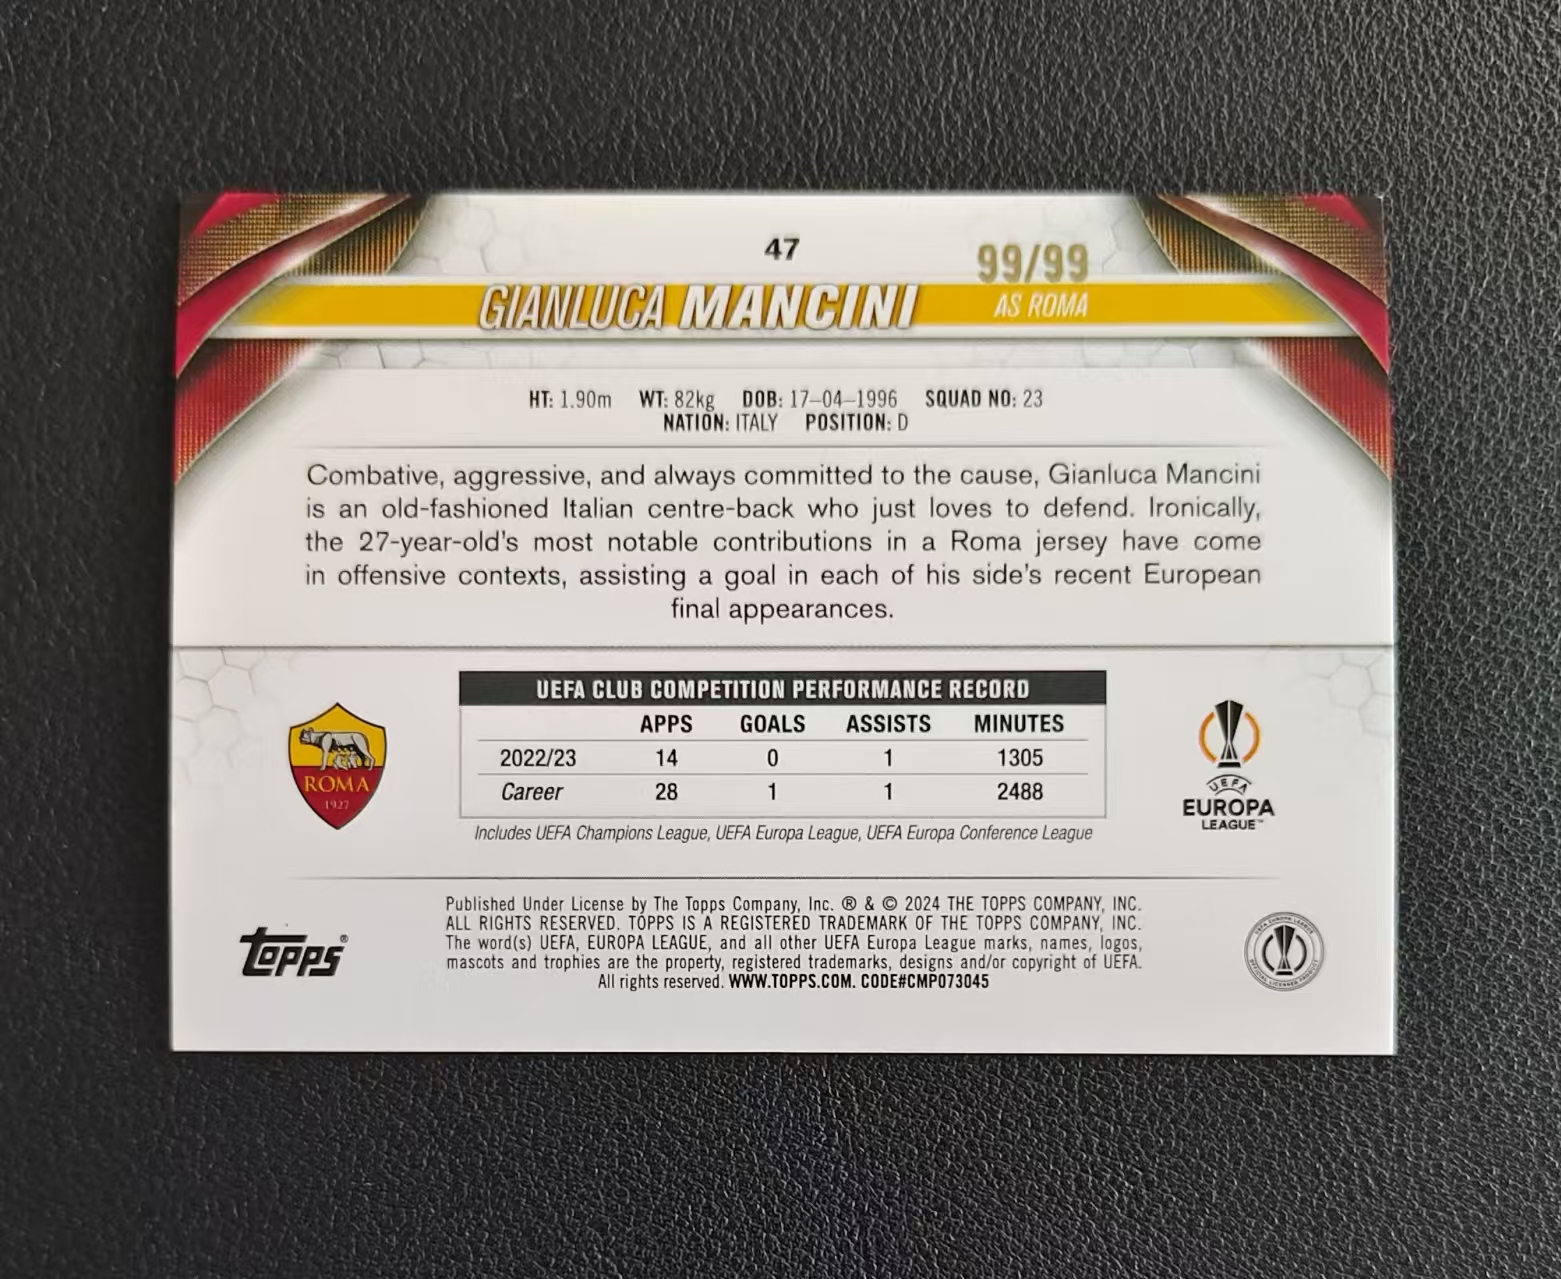 47
99/99
GIANLUCA MANCINI
AS ROMA
HT: 1.90m WT: 82kg DOB: 17-04-1996 SQUAD NO: 23
NATION: ITALY POSITION: D
Combative, aggressive, and always committed to the cause, Gianluca Mancini
is an old-fashioned Italian centre-back who just loves to defend. Ironically,
the 27-year-old's most notable contributions in a Roma jersey have come
in offensive contexts, assisting a goal in each of his side's recent European
final appearances.
UEFA CLUB COMPETITION PERFORMANCE RECORD
APPS GOALS ASSISTS MINUTES
2022/23 14 0 1 1305
Career 28 1 1 2488
Includes UEFA Champions League, UEFA Europa League, UEFA Europa Conference League
ROMA
1927
UEFA
EUROPA
LEAGUE™
Published Under License by The Topps Company, Inc. ® & © 2024 THE TOPPS COMPANY, INC.
ALL RIGHTS RESERVED. TOPPS IS A REGISTERED TRADEMARK OF THE TOPPS COMPANY, INC.
The word(s) UEFA, EUROPA LEAGUE, and all other UEFA Europa League marks, names, logos,
mascots and trophies are the property, registered trademarks, designs and/or copyright of UEFA.
All rights reserved. WWW.TOPPS.COM. CODE#CMP073045
topps®
UEFA EUROPA LEAGUE
OFFICIAL LICENSED PRODUCT